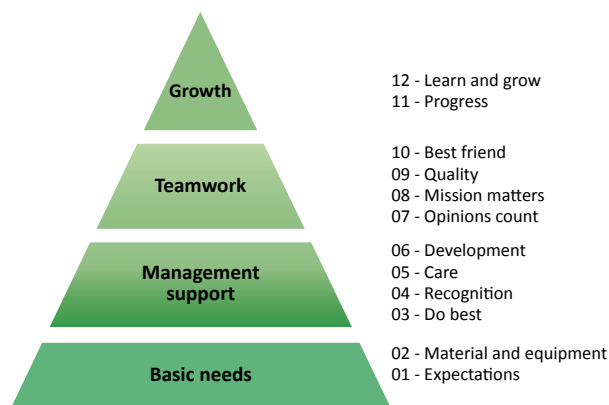 Growth
12 - Learn and grow
11 - Progress
Teamwork
10 - Best friend
09 - Quality
08 - Mission matters
07 - Opinions count
Management
support
06 - Development
05 - Care
04 - Recognition
03 - Do best
Basic needs
02 - Material and equipment
01 - Expectations